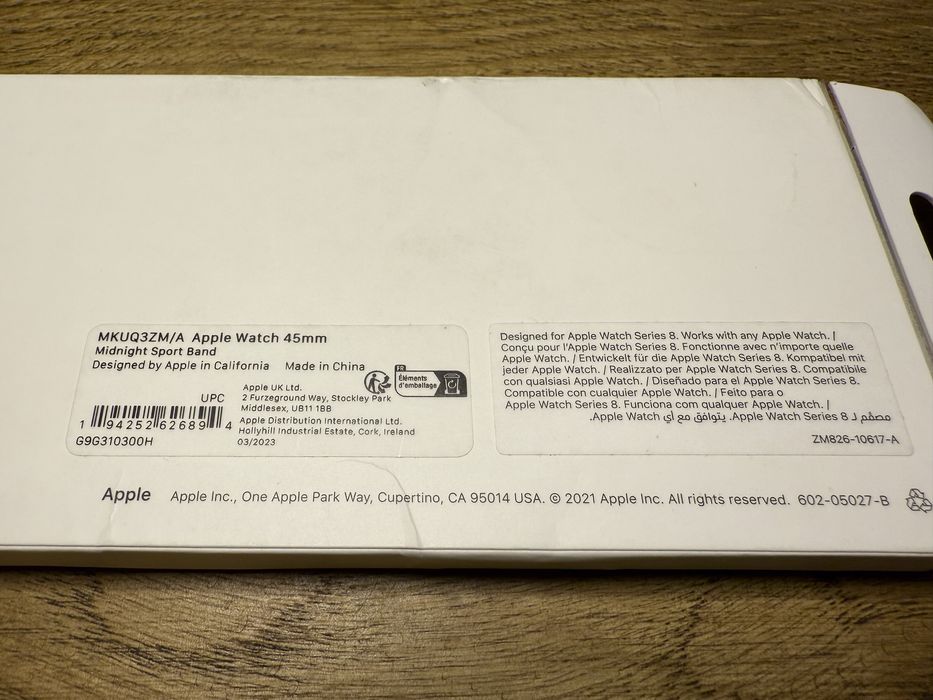 MKUQ3ZM/A Apple Watch 45mm
Midnight Sport Band
Designed by Apple in California Made in China
FR
Éléments
d'emballage
UPC
1 94252 62689 4
G9G310300H
Apple UK Ltd.
2 Furzeground Way, Stockley Park
Middlesex, UB11 1BB
Apple Distribution International Ltd.
Hollyhill Industrial Estate, Cork, Ireland
03/2023
Designed for Apple Watch Series 8. Works with any Apple Watch. /
Conçu pour l'Apple Watch Series 8. Fonctionne avec n'importe quelle
Apple Watch. / Entwickelt für die Apple Watch Series 8. Kompatibel mit
jeder Apple Watch. / Realizzato per Apple Watch Series 8. Compatibile
con qualsiasi Apple Watch. / Diseñado para el Apple Watch Series 8.
Compatible con cualquier Apple Watch. / Feito para o
Apple Watch Series 8. Funciona com qualquer Apple Watch. /
مصمّم لـ Apple Watch Series 8. يتوافق مع أي Apple Watch.
ZM826-10617-A
Apple Apple Inc., One Apple Park Way, Cupertino, CA 95014 USA. © 2021 Apple Inc. All rights reserved. 602-05027-B